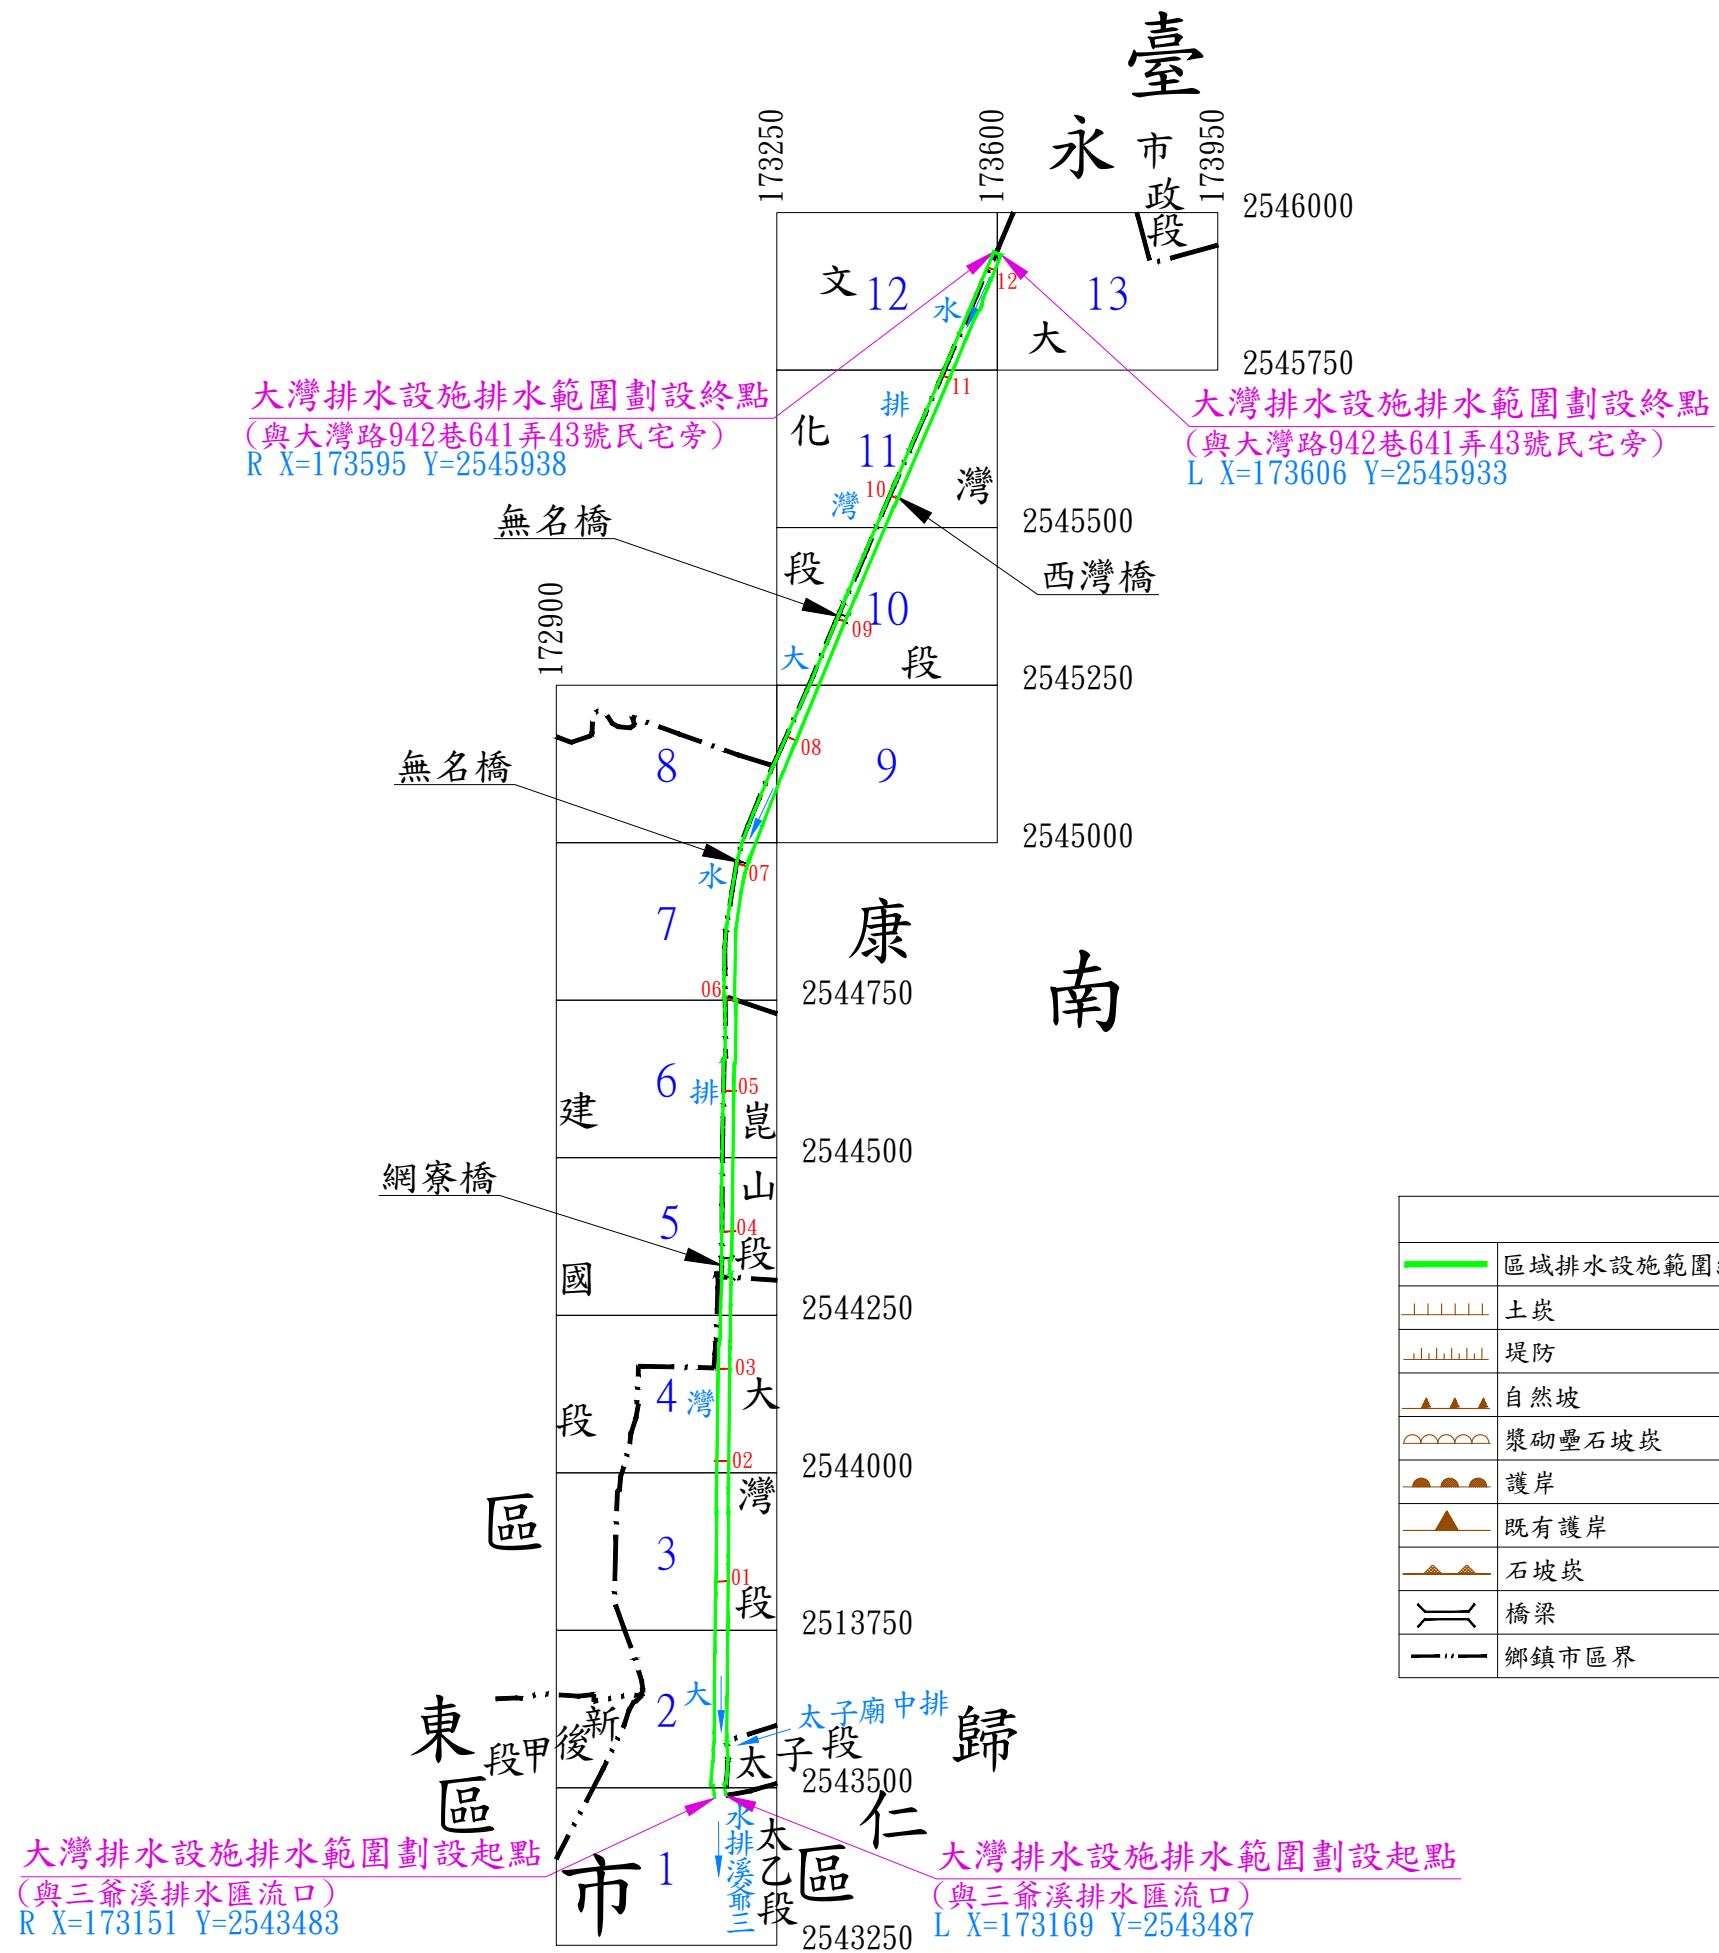 臺
南
市
永
康
區
東
區
歸
仁
區
市政段
173250
173600
173950
172900
2546000
2545750
2545500
2545250
2545000
2544750
2544500
2544250
2544000
2513750
2543500
2543250
文化段
大灣段
建國段
崑山段
大灣段
新後甲段
太子段
太乙段
13
12
11
10
9
8
7
6
5
4
3
2
1
12
11
10
09
08
07
06
05
04
03
02
01
大灣排水
大灣排水
太子廟中排
三爺溪排水
大灣排水設施排水範圍劃設終點
(與大灣路942巷641弄43號民宅旁)
R X=173595 Y=2545938
大灣排水設施排水範圍劃設終點
(與大灣路942巷641弄43號民宅旁)
L X=173606 Y=2545933
無名橋
西灣橋
無名橋
網寮橋
大灣排水設施排水範圍劃設起點
(與三爺溪排水匯流口)
R X=173151 Y=2543483
大灣排水設施排水範圍劃設起點
(與三爺溪排水匯流口)
L X=173169 Y=2543487
區域排水設施範圍
土崁
堤防
自然坡
漿砌壘石坡崁
護岸
既有護岸
石坡崁
橋梁
鄉鎮市區界